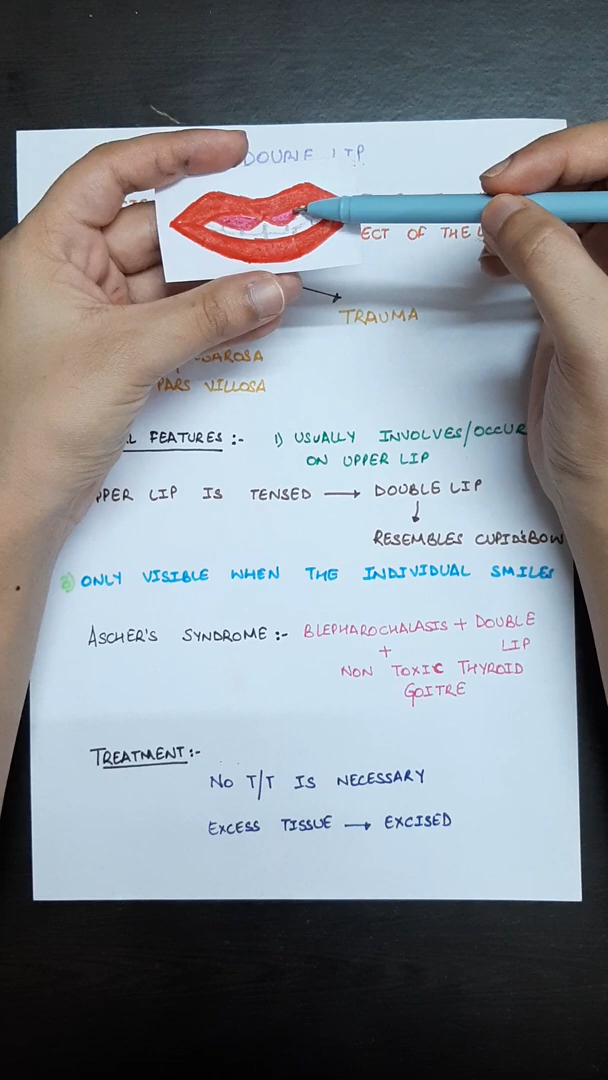 DOUBLE LIP
ECT OF THE
TRAUMA
PARS VILLOSA
FEATURES :- 1) USUALLY INVOLVES/OCCUR
ON UPPER LIP
PPER LIP IS TENSED → DOUBLE LIP
↓
RESEMBLES CUPID'S BOW
3) ONLY VISIBLE WHEN THE INDIVIDUAL SMILES
ASCHER'S SYNDROME :- BLEPHAROCHALASIS + DOUBLE
+ LIP
NON TOXIC THYROID
GOITRE
TREATMENT :-
NO T/T IS NECESSARY
EXCESS TISSUE → EXCISED